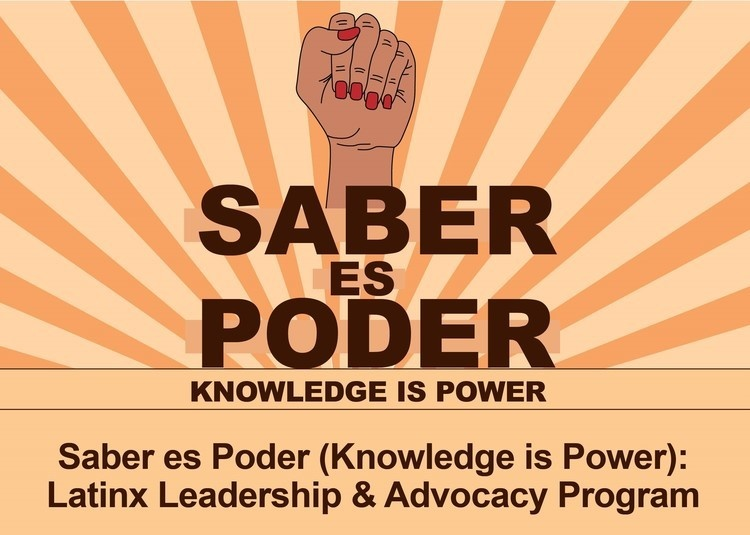 SABER
ES
PODER
KNOWLEDGE IS POWER
Saber es Poder (Knowledge is Power):
Latinx Leadership & Advocacy Program